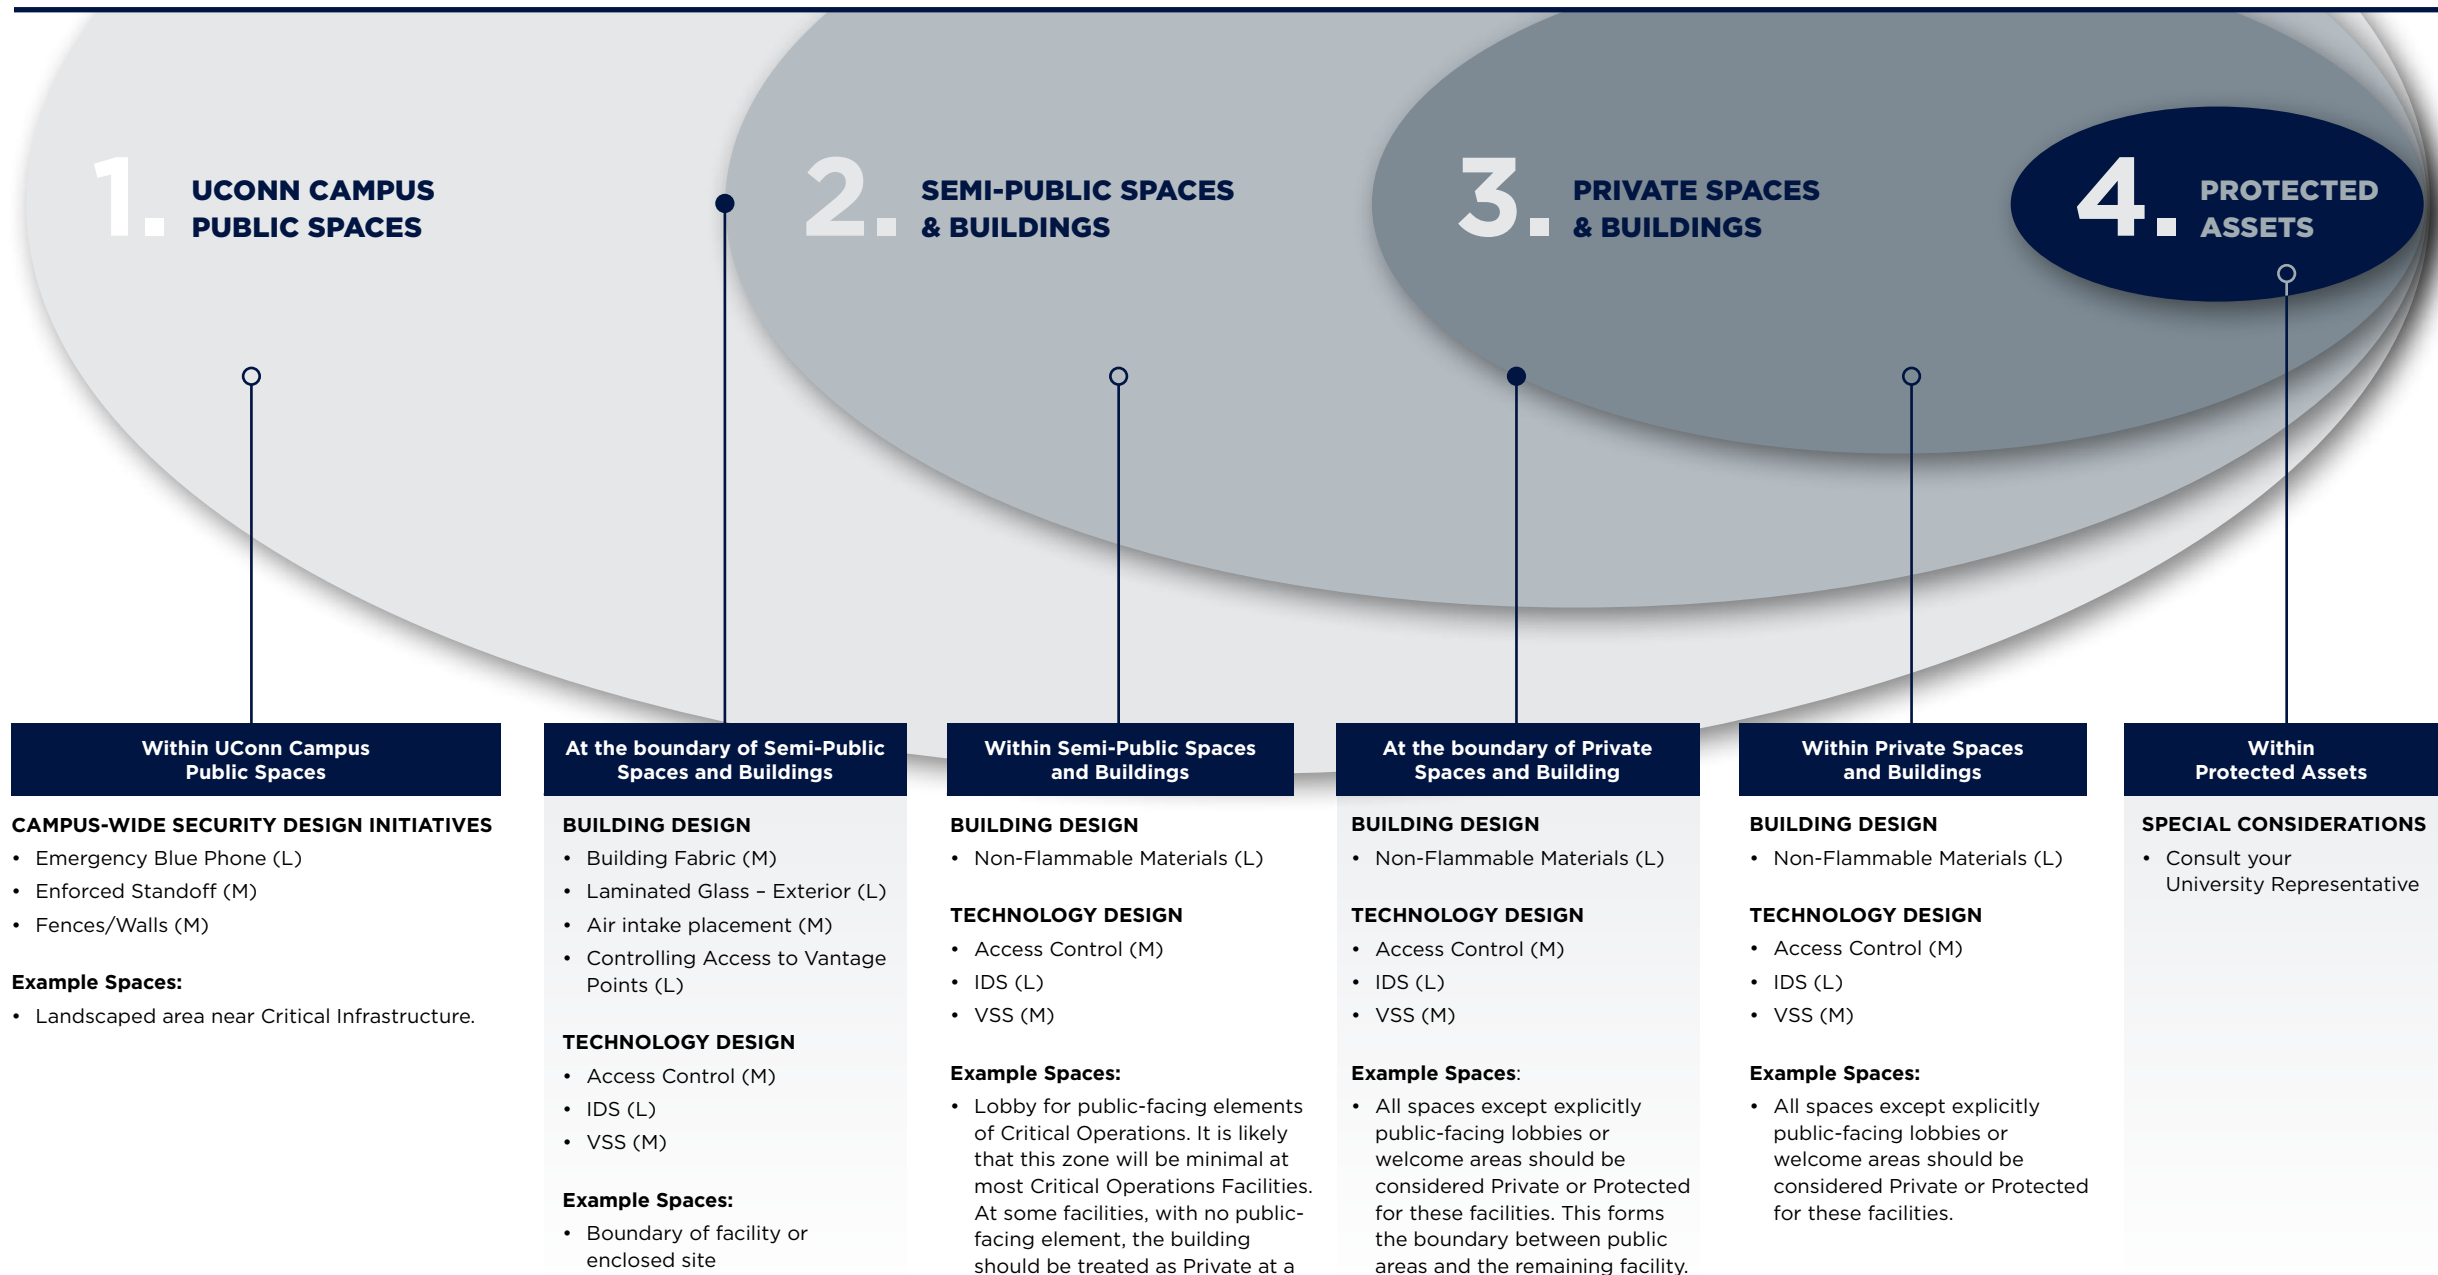 1. UCONN CAMPUS
PUBLIC SPACES
2. SEMI-PUBLIC SPACES
& BUILDINGS
3. PRIVATE SPACES
& BUILDINGS
4. PROTECTED
ASSETS
Within UConn Campus
Public Spaces
CAMPUS-WIDE SECURITY DESIGN INITIATIVES
• Emergency Blue Phone (L)
• Enforced Standoff (M)
• Fences/Walls (M)
Example Spaces:
• Landscaped area near Critical Infrastructure.
At the boundary of Semi-Public
Spaces and Buildings
BUILDING DESIGN
• Building Fabric (M)
• Laminated Glass – Exterior (L)
• Air intake placement (M)
• Controlling Access to Vantage
Points (L)
TECHNOLOGY DESIGN
• Access Control (M)
• IDS (L)
• VSS (M)
Example Spaces:
• Boundary of facility or
enclosed site
Within Semi-Public Spaces
and Buildings
BUILDING DESIGN
• Non-Flammable Materials (L)
TECHNOLOGY DESIGN
• Access Control (M)
• IDS (L)
• VSS (M)
Example Spaces:
• Lobby for public-facing elements
of Critical Operations. It is likely
that this zone will be minimal at
most Critical Operations Facilities.
At some facilities, with no public-
facing element, the building
should be treated as Private at a
At the boundary of Private
Spaces and Building
BUILDING DESIGN
• Non-Flammable Materials (L)
TECHNOLOGY DESIGN
• Access Control (M)
• IDS (L)
• VSS (M)
Example Spaces:
• All spaces except explicitly
public-facing lobbies or
welcome areas should be
considered Private or Protected
for these facilities. This forms
the boundary between public
areas and the remaining facility.
Within Private Spaces
and Buildings
BUILDING DESIGN
• Non-Flammable Materials (L)
TECHNOLOGY DESIGN
• Access Control (M)
• IDS (L)
• VSS (M)
Example Spaces:
• All spaces except explicitly
public-facing lobbies or
welcome areas should be
considered Private or Protected
for these facilities.
Within
Protected Assets
SPECIAL CONSIDERATIONS
• Consult your
University Representative